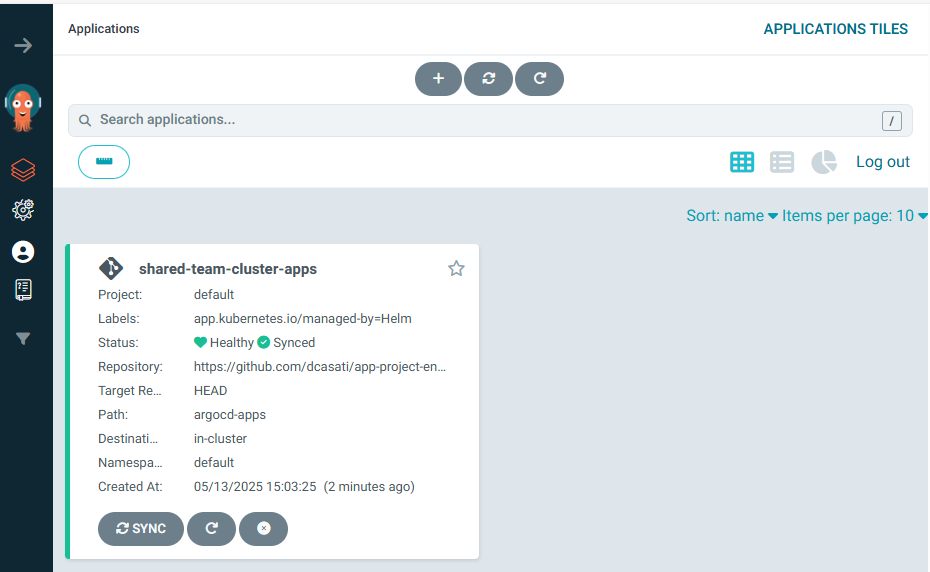 Applications
APPLICATIONS TILES
Search applications...
/
Log out
Sort: name Items per page: 10
shared-team-cluster-apps
Project: default
Labels: app.kubernetes.io/managed-by=Helm
Status: Healthy Synced
Repository: https://github.com/dcasati/app-project-en...
Target Re... HEAD
Path: argocd-apps
Destinati... in-cluster
Namespa... default
Created At: 05/13/2025 15:03:25 (2 minutes ago)
SYNC